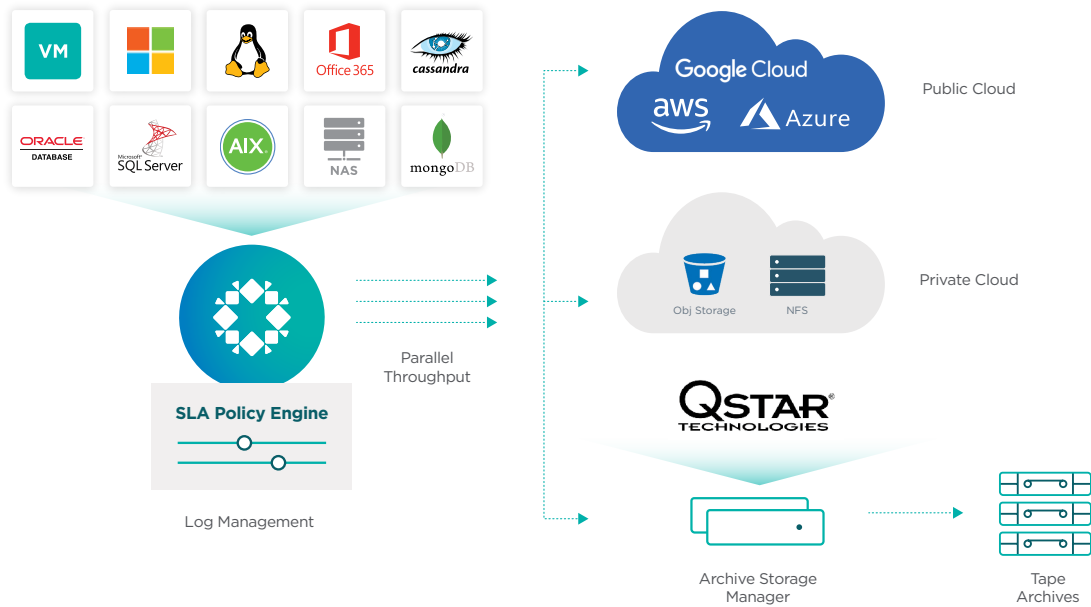 VM
Office 365
cassandra
ORACLE
DATABASE
Microsoft®
SQL Server
AIX
NAS
mongoDB
SLA Policy Engine
Log Management
Parallel
Throughput
Google Cloud
aws
Azure
Public Cloud
Obj Storage
NFS
Private Cloud
QSTAR®
TECHNOLOGIES
Archive Storage
Manager
Tape
Archives